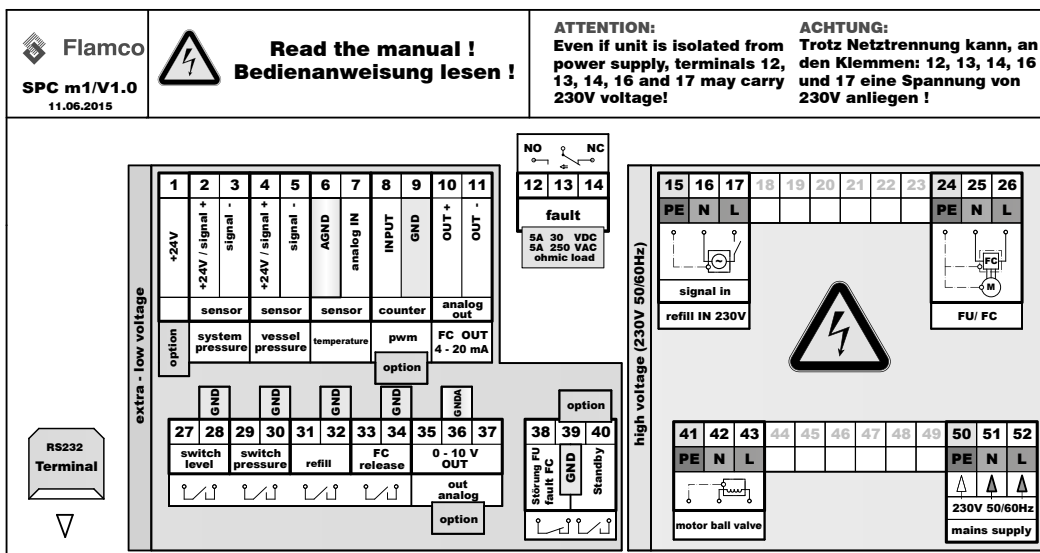 Flamco
SPC m1/V1.0
11.06.2015
Read the manual !
Bedienanweisung lesen !
ATTENTION:
Even if unit is isolated from
power supply, terminals 12,
13, 14, 16 and 17 may carry
230V voltage!
ACHTUNG:
Trotz Netztrennung kann, an
den Klemmen: 12, 13, 14, 16
und 17 eine Spannung von
230V anliegen !
extra - low voltage
1 2 3 4 5 6 7 8 9 10 11
+24V
+24V / signal +
signal -
+24V / signal +
signal -
AGND
analog IN
INPUT
GND
OUT +
OUT -
sensor sensor sensor counter analog
out
option
system
pressure
vessel
pressure
temperature
pwm
FC OUT
4 - 20 mA
option
NO NC
12 13 14
fault
5A 30 VDC
5A 250 VAC
ohmic load
GND GND GND GND GNDA
27 28 29 30 31 32 33 34 35 36 37
switch
level
switch
pressure
refill
FC
release
0 - 10 V
OUT
out
analog
option
option
38 39 40
Störung FU
fault FC
GND
Standby
RS232
Terminal
high voltage (230V 50/60Hz)
15 16 17 18 19 20 21 22 23 24 25 26
PE N L PE N L
signal in
refill IN 230V
FC
M
FU/ FC
41 42 43 44 45 46 47 48 49 50 51 52
PE N L PE N L
motor ball valve
230V 50/60Hz
mains supply